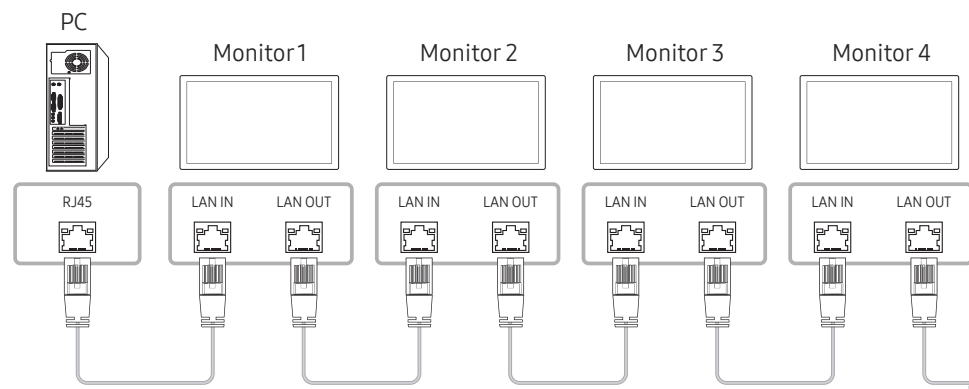 PC
Monitor 1
Monitor 2
Monitor 3
Monitor 4
RJ45
LAN IN
LAN OUT
LAN IN
LAN OUT
LAN IN
LAN OUT
LAN IN
LAN OUT